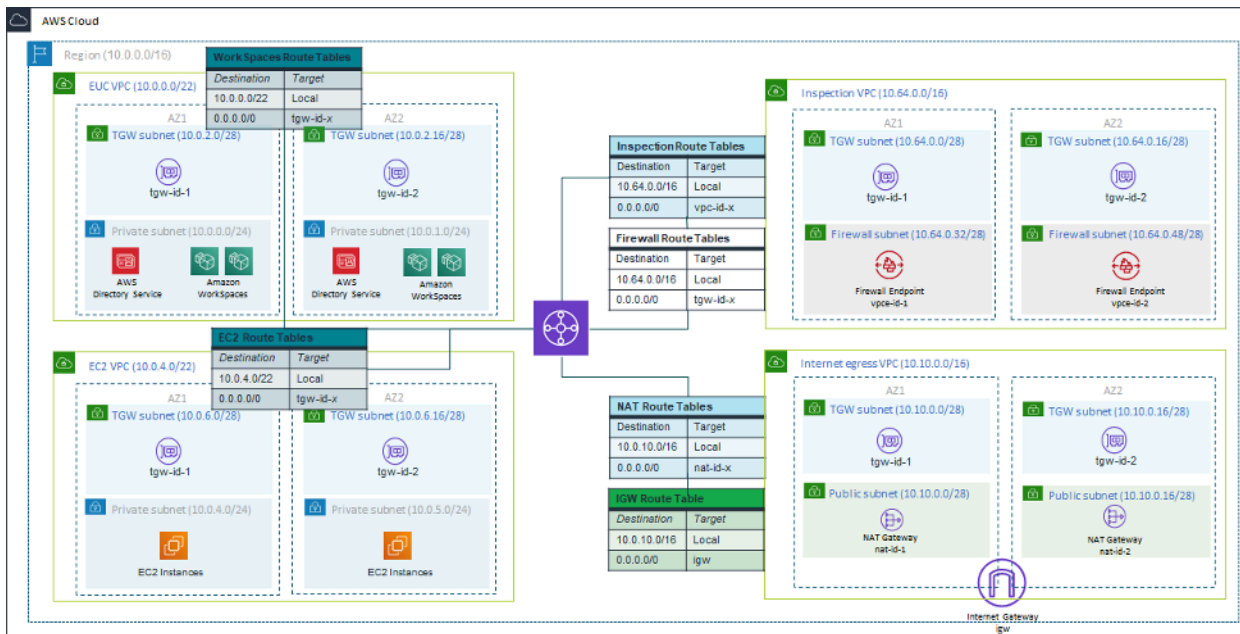 AWS Cloud
Region (10.0.0.0/16)
WorkSpaces Route Tables
Destination Target
10.0.0.0/22 Local
0.0.0.0/0 tgw-id-x
EUC VPC (10.0.0.0/22)
AZ1
TGW subnet (10.0.2.0/28)
tgw-id-1
Private subnet (10.0.0.0/24)
AWS
Directory Service
Amazon
WorkSpaces
AZ2
TGW subnet (10.0.2.16/28)
tgw-id-2
Private subnet (10.0.1.0/24)
AWS
Directory Service
Amazon
WorkSpaces
EC2 Route Tables
Destination Target
10.0.4.0/22 Local
0.0.0.0/0 tgw-id-x
EC2 VPC (10.0.4.0/22)
AZ1
TGW subnet (10.0.6.0/28)
tgw-id-1
Private subnet (10.0.4.0/24)
EC2 Instances
AZ2
TGW subnet (10.0.6.16/28)
tgw-id-2
Private subnet (10.0.5.0/24)
EC2 Instances
Inspection Route Tables
Destination Target
10.64.0.0/16 Local
0.0.0.0/0 vpc-id-x
Firewall Route Tables
Destination Target
10.64.0.0/16 Local
0.0.0.0/0 tgw-id-x
NAT Route Tables
Destination Target
10.0.10.0/16 Local
0.0.0.0/0 nat-id-x
IGW Route Table
Destination Target
10.0.10.0/16 Local
0.0.0.0/0 igw
Inspection VPC (10.64.0.0/16)
AZ1
TGW subnet (10.64.0.0/28)
tgw-id-1
Firewall subnet (10.64.0.32/28)
Firewall Endpoint
vpce-id-1
AZ2
TGW subnet (10.64.0.16/28)
tgw-id-2
Firewall subnet (10.64.0.48/28)
Firewall Endpoint
vpce-id-2
Internet egress VPC (10.10.0.0/16)
AZ1
TGW subnet (10.10.0.0/28)
tgw-id-1
Public subnet (10.10.0.0/28)
NAT Gateway
nat-id-1
AZ2
TGW subnet (10.10.0.16/28)
tgw-id-2
Public subnet (10.10.0.16/28)
NAT Gateway
nat-id-2
Internet Gateway
igw